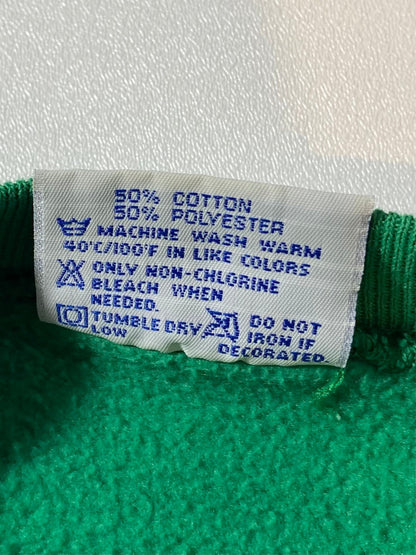 50% COTTON
50% POLYESTER
MACHINE WASH WARM
40°C/100°F IN LIKE COLORS
ONLY NON-CHLORINE
BLEACH WHEN
NEEDED.
TUMBLE DRY
LOW
DO NOT
IRON IF
DECORATED